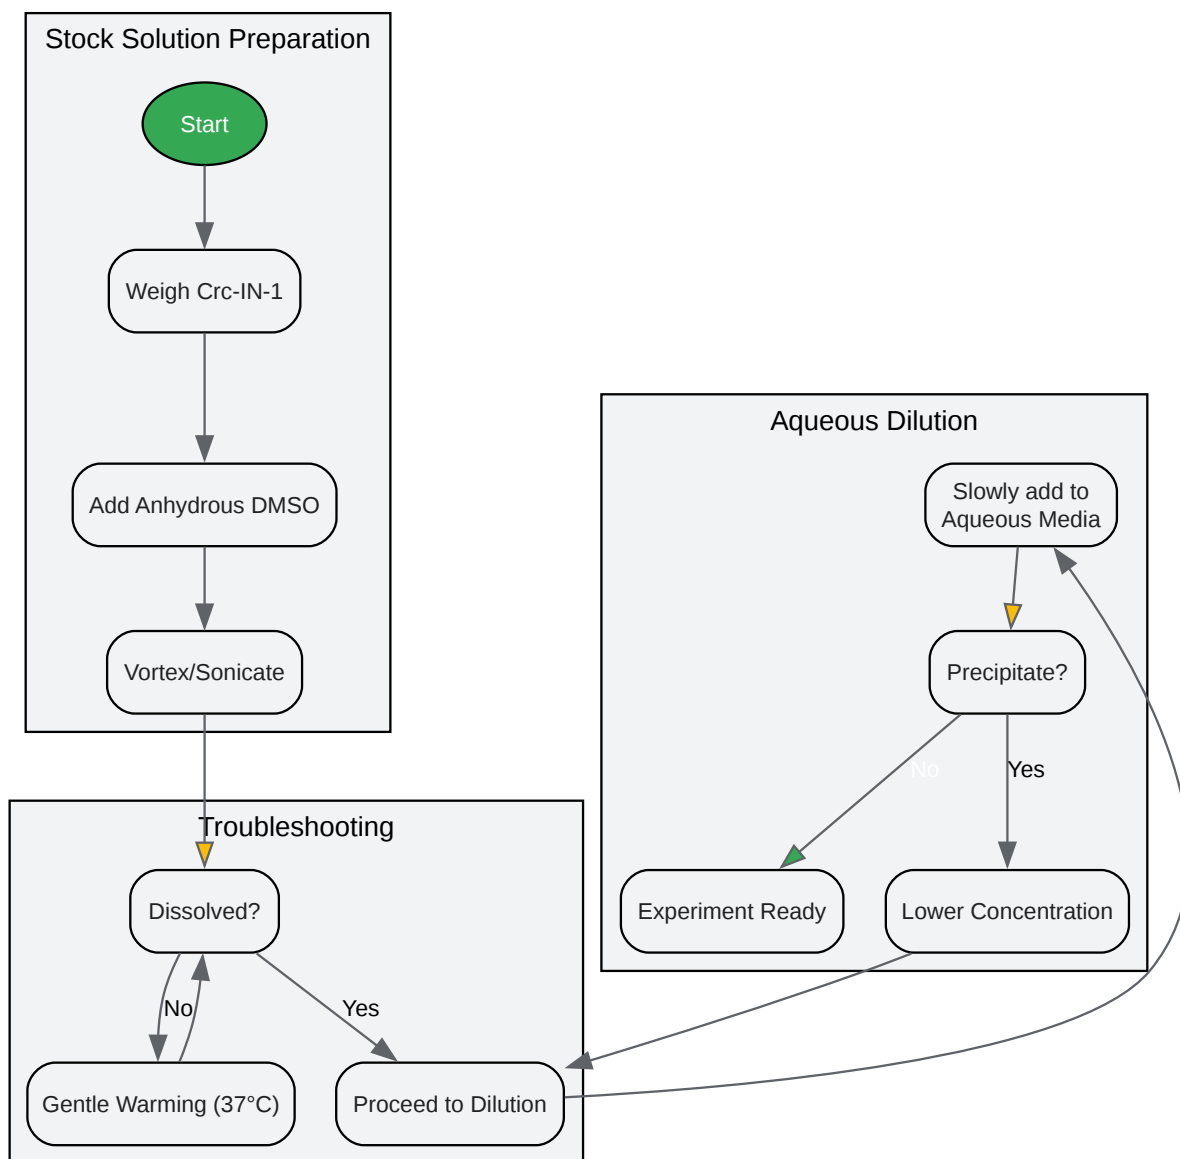 Stock Solution Preparation
Start
Weigh Crc-IN-1
Add Anhydrous DMSO
Vortex/Sonicate
Troubleshooting
Dissolved?
No
Yes
Gentle Warming (37°C)
Proceed to Dilution
Aqueous Dilution
Slowly add to
Aqueous Media
Precipitate?
No
Yes
Experiment Ready
Lower Concentration